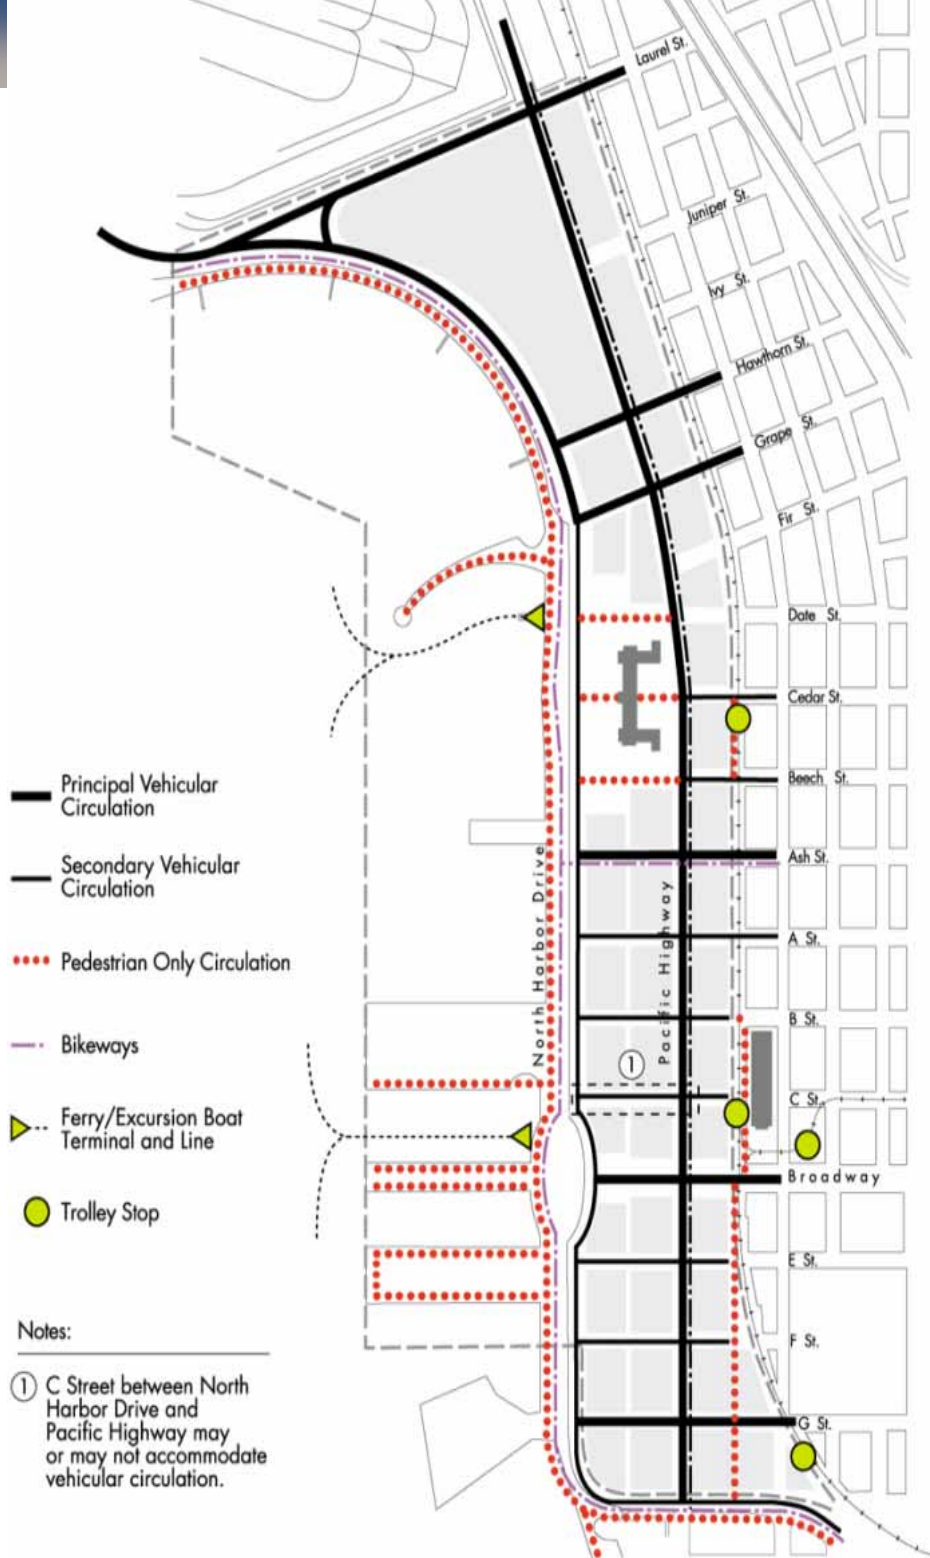 Laurel St.
Juniper St.
Ivy St.
Hawthorn St.
Grape St.
Fir St.
Date St.
Cedar St.
Beech St.
Ash St.
A St.
B St.
C St.
Broadway
E St.
F St.
G St.
North Harbor Drive
Pacific Highway
1
Principal Vehicular
Circulation
Secondary Vehicular
Circulation
Pedestrian Only Circulation
Bikeways
Ferry/Excursion Boat
Terminal and Line
Trolley Stop
Notes:
1 C Street between North
Harbor Drive and
Pacific Highway may
or may not accommodate
vehicular circulation.